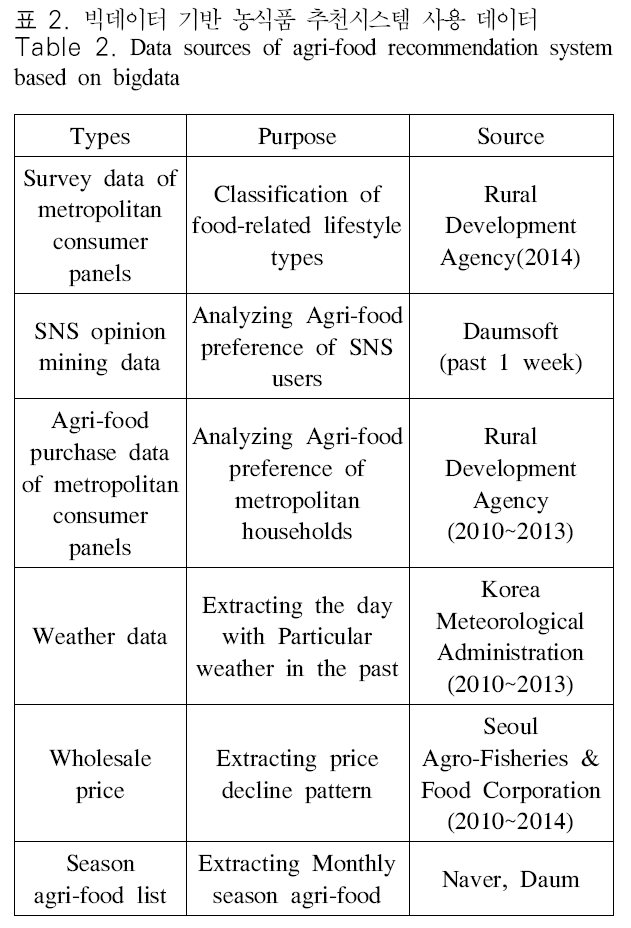 표 2. 빅데이터 기반 농식품 추천시스템 사용 데이터
Table 2. Data sources of agri-food recommendation system
based on bigdata
Types
Purpose
Source
Survey data of
metropolitan
consumer
panels
Classification of
food-related lifestyle
types
Rural
Development
Agency(2014)
SNS opinion
mining data
Analyzing Agri-food
preference of SNS
users
Daumsoft
(past 1 week)
Agri-food
purchase data
of metropolitan
consumer
panels
Analyzing Agri-food
preference of
metropolitan
households
Rural
Development
Agency
(2010~2013)
Weather data
Extracting the day
with Particular
weather in the past
Korea
Meteorological
Administration
(2010~2013)
Wholesale
price
Extracting price
decline pattern
Seoul
Agro-Fisheries &
Food Corporation
(2010~2014)
Season
agri-food list
Extracting Monthly
season agri-food
Naver, Daum